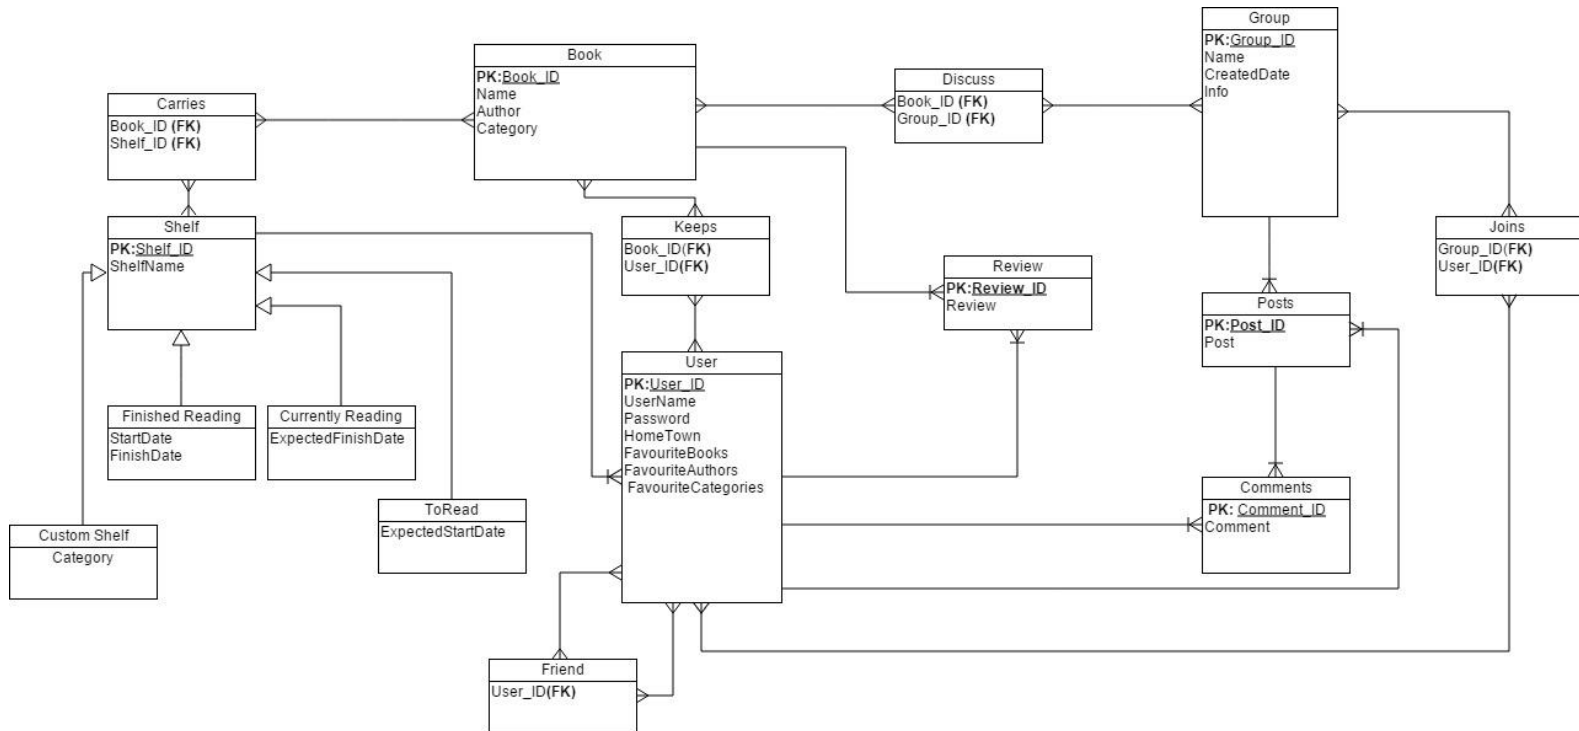 Group
PK:Group_ID
Name
CreatedDate
Info
Book
PK:Book_ID
Name
Author
Category
Discuss
Book_ID (FK)
Group_ID (FK)
Carries
Book_ID (FK)
Shelf_ID (FK)
Shelf
PK:Shelf_ID
ShelfName
Keeps
Book_ID(FK)
User_ID(FK)
Joins
Group_ID(FK)
User_ID(FK)
Review
PK:Review_ID
Review
Posts
PK:Post_ID
Post
User
PK:User_ID
UserName
Password
HomeTown
FavouriteBooks
FavouriteAuthors
FavouriteCategories
Finished Reading
StartDate
FinishDate
Currently Reading
ExpectedFinishDate
Comments
PK: Comment_ID
Comment
ToRead
ExpectedStartDate
Custom Shelf
Category
Friend
User_ID(FK)